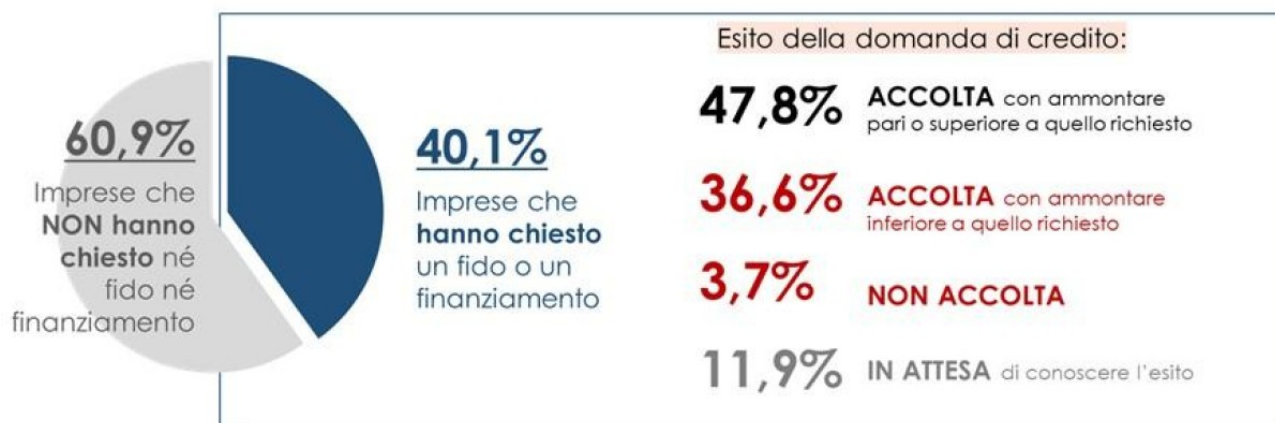 60,9%
Imprese che
NON hanno
chiesto né
fido né
finanziamento
40,1%
Imprese che
hanno chiesto
un fido o un
finanziamento
Esito della domanda di credito:
47,8% ACCOLTA con ammontare
pari o superiore a quello richiesto
36,6% ACCOLTA con ammontare
inferiore a quello richiesto
3,7% NON ACCOLTA
11,9% IN ATTESA di conoscere l'esito